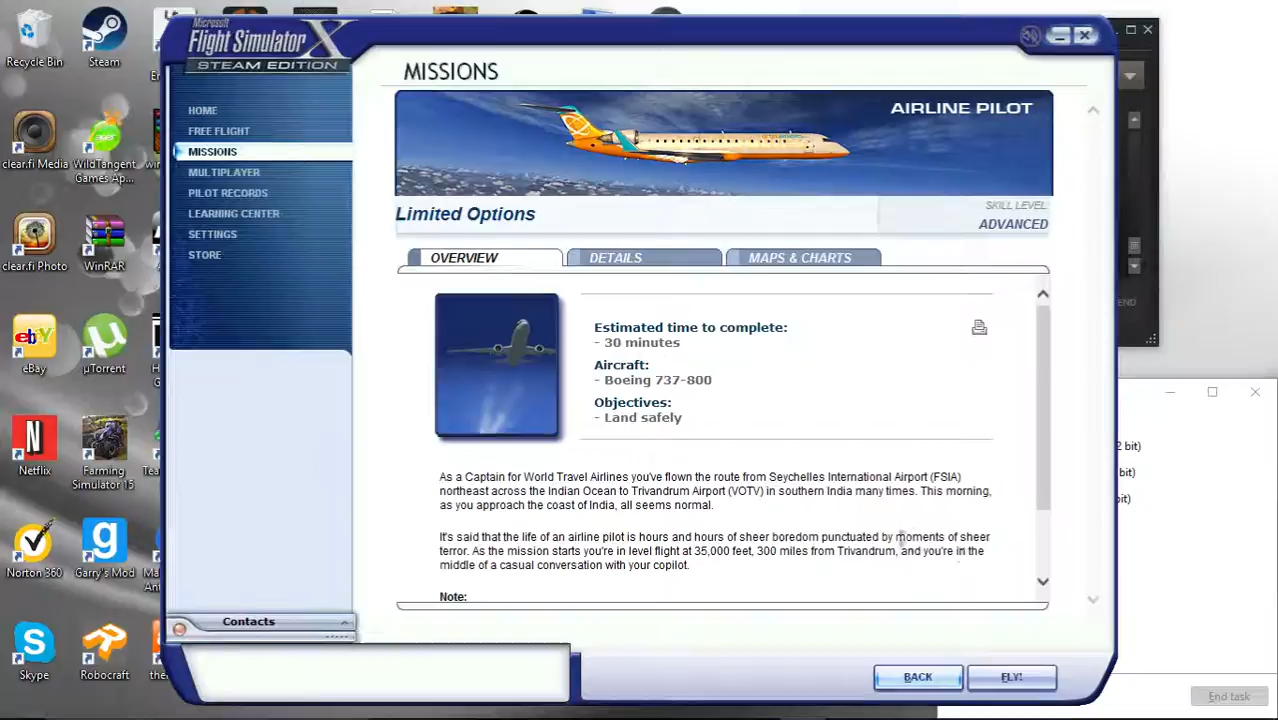 Microsoft
Flight Simulator X
STEAM EDITION
HOME
FREE FLIGHT
MISSIONS
MULTIPLAYER
PILOT RECORDS
LEARNING CENTER
SETTINGS
STORE
Contacts
MISSIONS
AIRLINE PILOT
Limited Options
SKILL LEVEL:
ADVANCED
OVERVIEW
DETAILS
MAPS & CHARTS
Estimated time to complete:
- 30 minutes
Aircraft:
- Boeing 737-800
Objectives:
- Land safely
As a Captain for World Travel Airlines you've flown the route from Seychelles International Airport (FSIA)
northeast across the Indian Ocean to Trivandrum Airport (VOTV) in southern India many times. This morning,
as you approach the coast of India, all seems normal.
It's said that the life of an airline pilot is hours and hours of sheer boredom punctuated by moments of sheer
terror. As the mission starts you're in level flight at 35,000 feet, 300 miles from Trivandrum, and you're in the
middle of a casual conversation with your copilot.
Note:
BACK
FLY!
Recycle Bin
Steam
clear.fi Media
WildTangent
Games Ap...
clear.fi Photo
WinRAR
eBay
µTorrent
Netflix
Farming
Simulator 15
Norton 360
Garry's Mod
Skype
Robocraft
END
2 bit)
bit)
bit)
End task